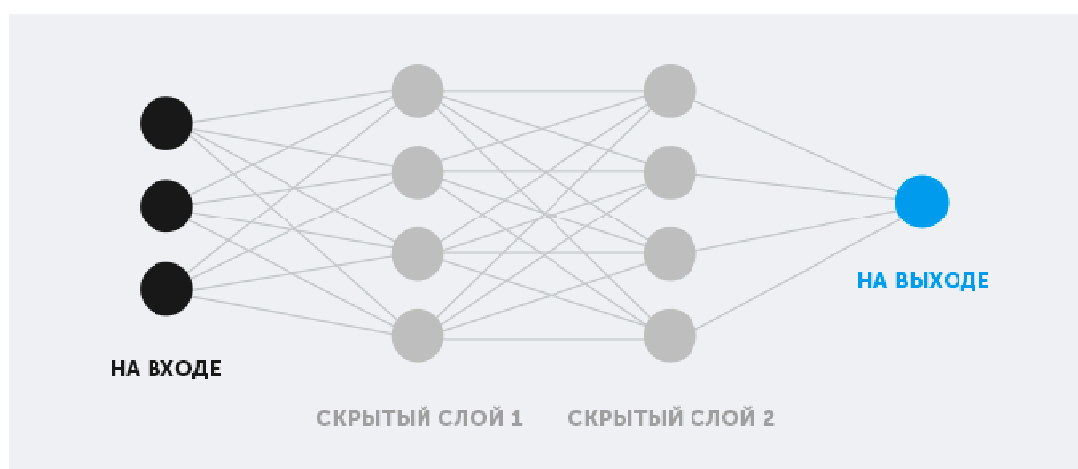 НА ВЫХОДЕ
НА ВХОДЕ
СКРЫТЫЙ СЛОЙ 1
СКРЫТЫЙ СЛОЙ 2